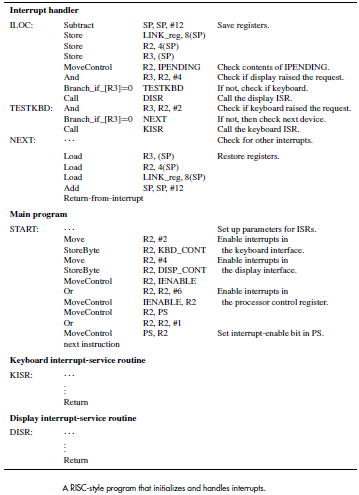 Interrupt handler
ILOC: Subtract SP, SP, #12 Save registers.
Store LINK_reg, 8(SP)
Store R2, 4(SP)
Store R3, (SP)
MoveControl R2, IPENDING Check contents of IPENDING.
And R3, R2, #4 Check if display raised the request.
Branch_if_[R3]=0 TESTKBD If not, check if keyboard.
Call DISR Call the display ISR.
TESTKBD: And R3, R2, #2 Check if keyboard raised the request.
Branch_if_[R3]=0 NEXT If not, then check next device.
Call KISR Call the keyboard ISR.
NEXT: ... Check for other interrupts.
Load R3, (SP) Restore registers.
Load R2, 4(SP)
Load LINK_reg, 8(SP)
Add SP, SP, #12
Return-from-interrupt
Main program
START: ... Set up parameters for ISRs.
Move R2, #2 Enable interrupts in
StoreByte R2, KBD_CONT the keyboard interface.
Move R2, #4 Enable interrupts in
StoreByte R2, DISP_CONT the display interface.
MoveControl R2, IENABLE
Or R2, R2, #6 Enable interrupts in
MoveControl IENABLE, R2 the processor control register.
MoveControl R2, PS
Or R2, R2, #1
MoveControl PS, R2 Set interrupt-enable bit in PS.
next instruction
Keyboard interrupt-service routine
KISR: ...
⋮
Return
Display interrupt-service routine
DISR: ...
⋮
Return
A RISC-style program that initializes and handles interrupts.